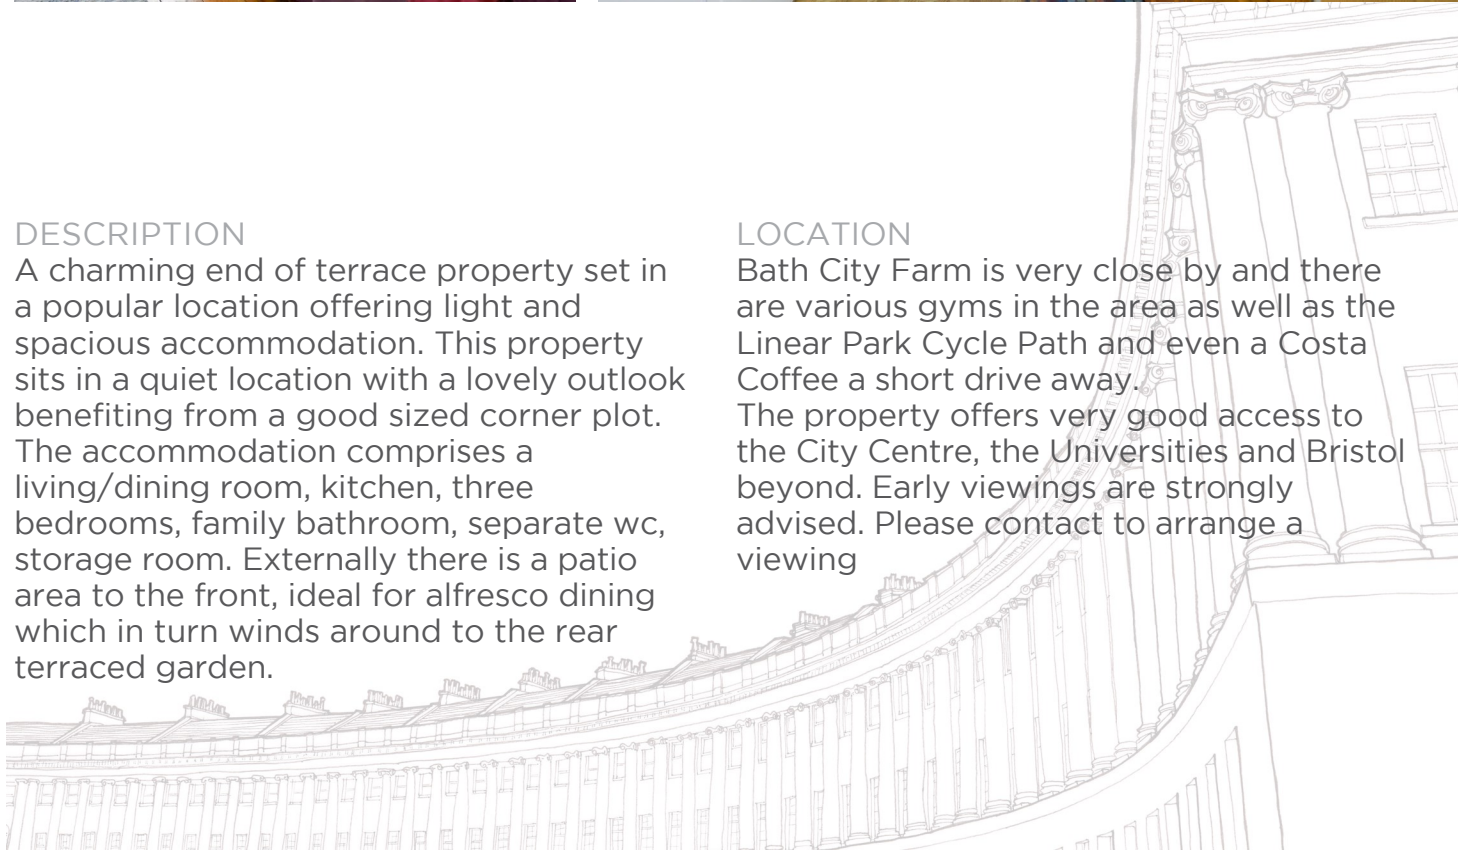 DESCRIPTION
A charming end of terrace property set in
a popular location offering light and
spacious accommodation. This property
sits in a quiet location with a lovely outlook
benefiting from a good sized corner plot.
The accommodation comprises a
living/dining room, kitchen, three
bedrooms, family bathroom, separate wc,
storage room. Externally there is a patio
area to the front, ideal for alfresco dining
which in turn winds around to the rear
terraced garden.
LOCATION
Bath City Farm is very close by and there
are various gyms in the area as well as the
Linear Park Cycle Path and even a Costa
Coffee a short drive away.
The property offers very good access to
the City Centre, the Universities and Bristol
beyond. Early viewings are strongly
advised. Please contact to arrange a
viewing